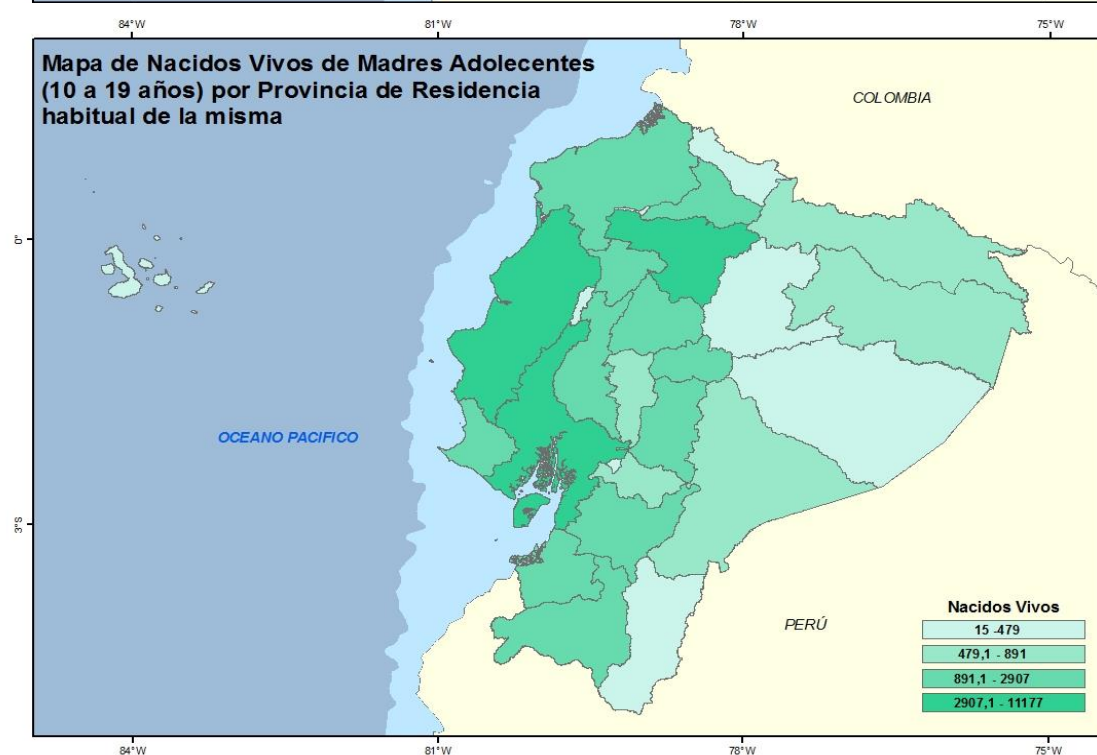 84°W 81°W 78°W 75°W
Mapa de Nacidos Vivos de Madres Adolecentes
(10 a 19 años) por Provincia de Residencia
habitual de la misma
COLOMBIA
0°
OCEANO PACIFICO
3°S
PERÚ
Nacidos Vivos
15 -479
479,1 - 891
891,1 - 2907
2907,1 - 11177
84°W 81°W 78°W 75°W